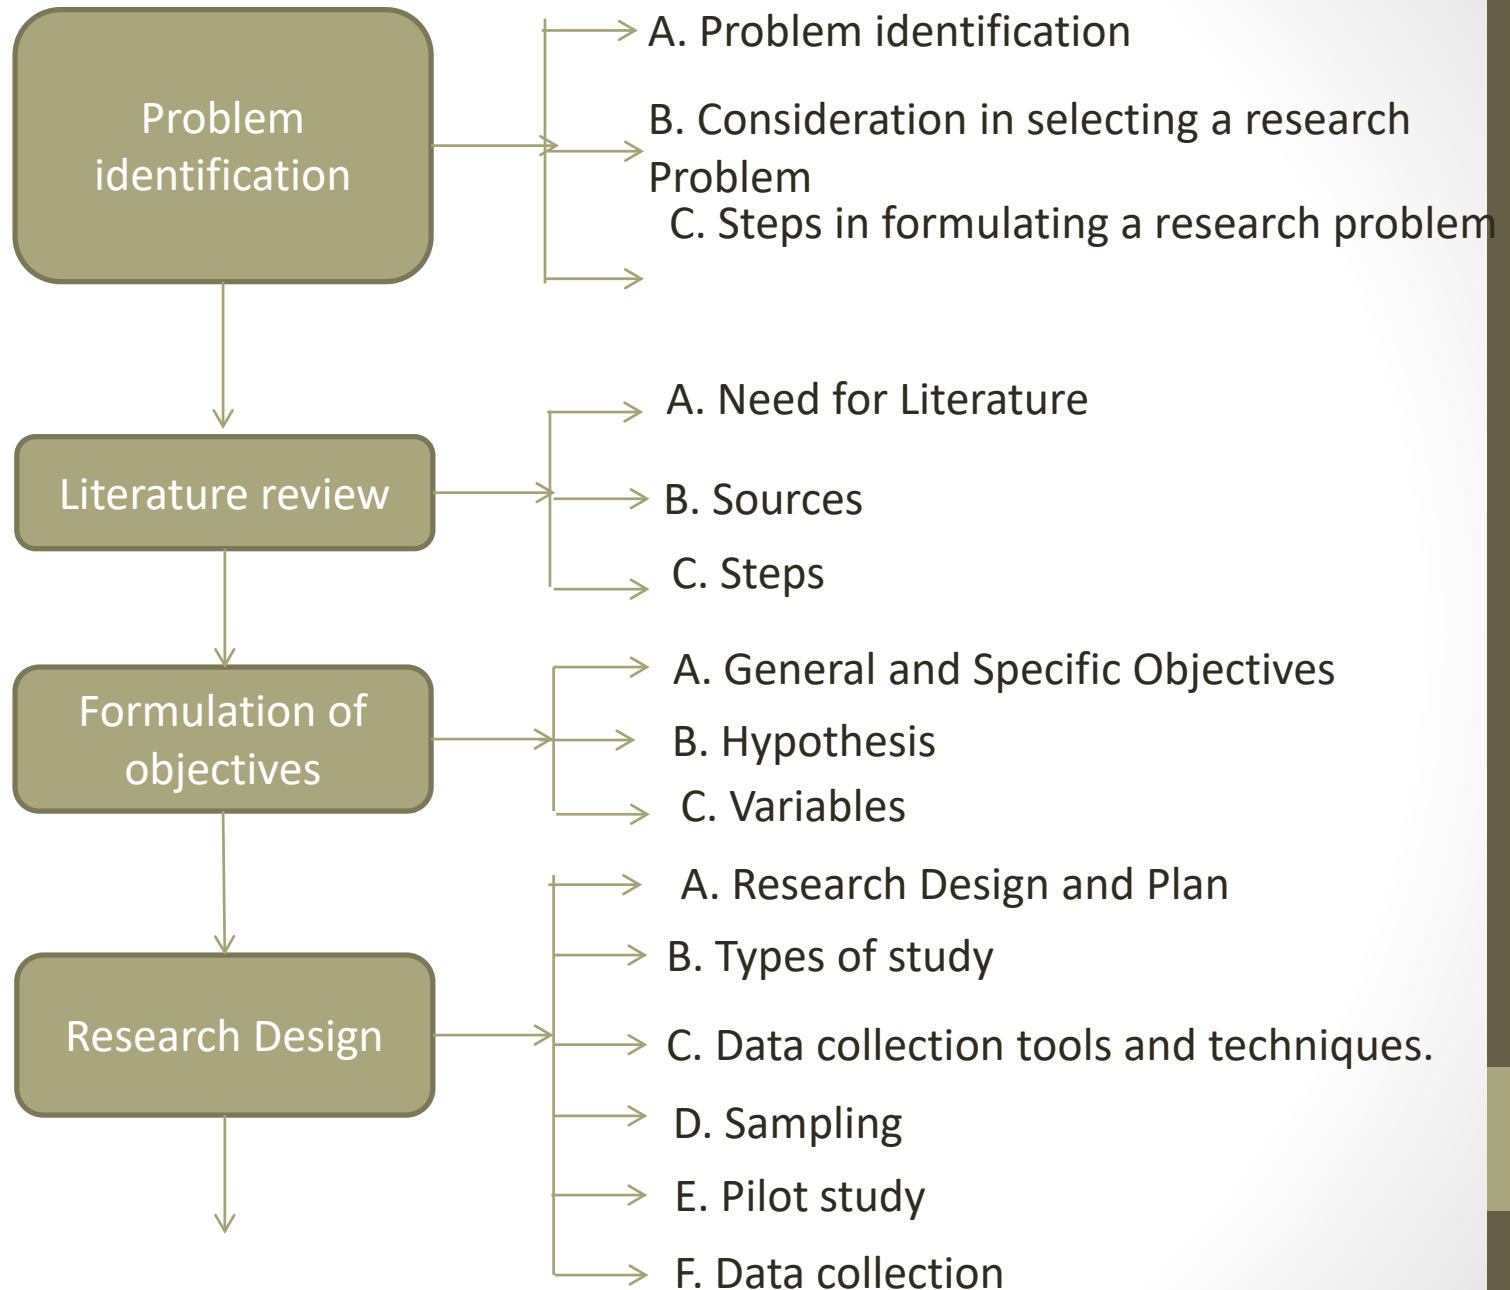 Problem
identification
A. Problem identification
B. Consideration in selecting a research
Problem
C. Steps in formulating a research problem
Literature review
A. Need for Literature
B. Sources
C. Steps
Formulation of
objectives
A. General and Specific Objectives
B. Hypothesis
C. Variables
Research Design
A. Research Design and Plan
B. Types of study
C. Data collection tools and techniques.
D. Sampling
E. Pilot study
F. Data collection